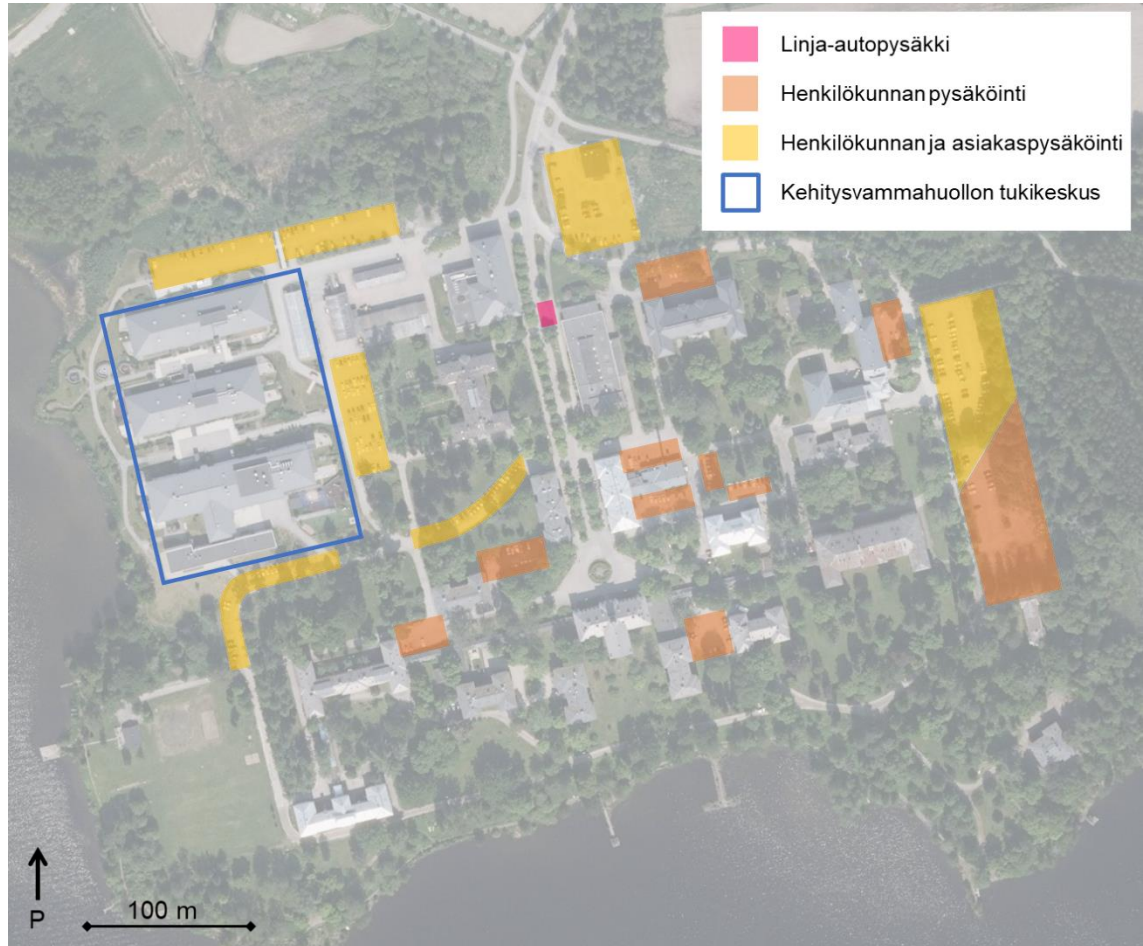 Linja-autopysäkki
Henkilökunnan pysäköinti
Henkilökunnan ja asiakaspysäköinti
Kehitysvammahuollon tukikeskus
P
100 m